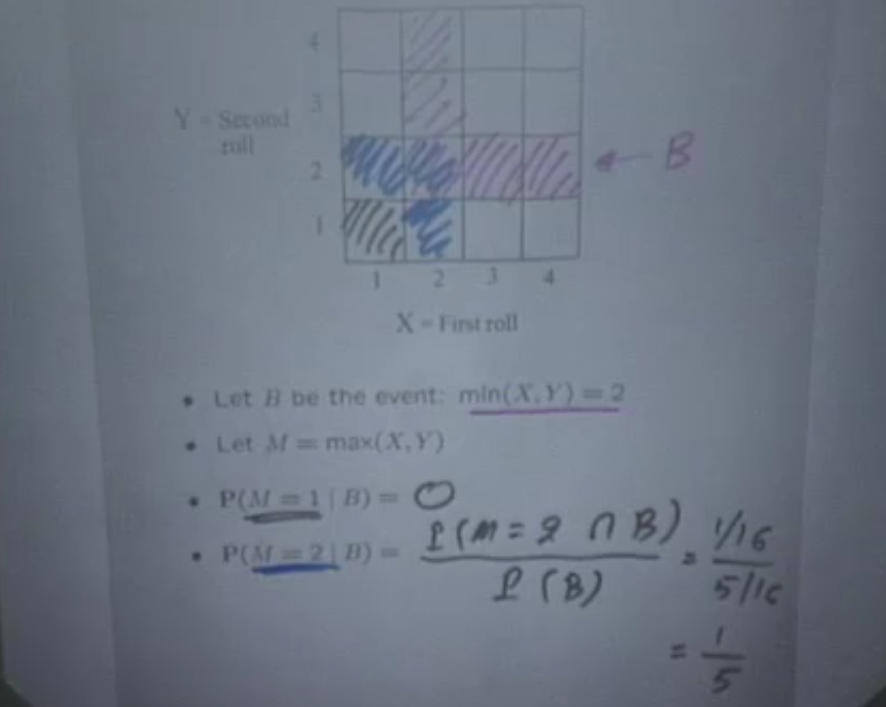 4
3
Y = Second
roll
2
← B
1
1 2 3 4
X = First roll
• Let B be the event: min(X, Y) = 2
• Let M = max(X, Y)
• P(M = 1 | B) = 0
• P(M = 2 | B) = P(M = 2 ∩ B) / P(B) = 1/16 / 5/16
= 1/5